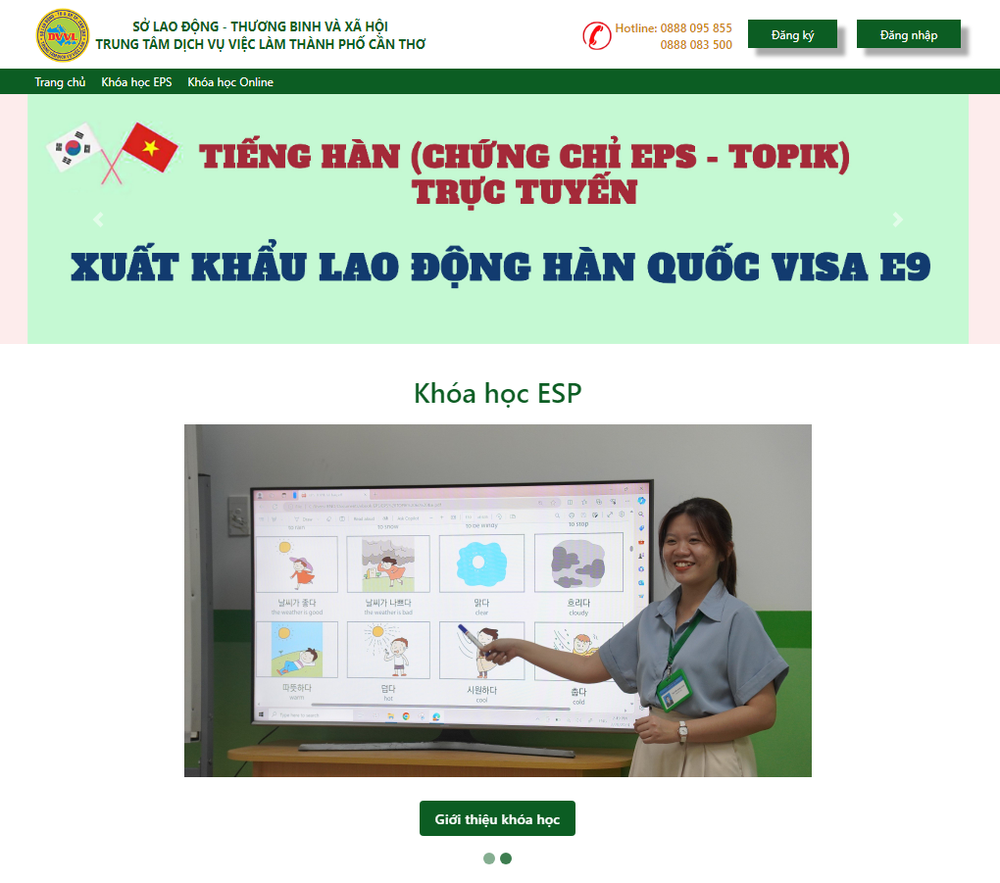 SỞ LAO ĐỘNG - THƯƠNG BINH VÀ XÃ HỘI
TRUNG TÂM DỊCH VỤ VIỆC LÀM THÀNH PHỐ CẦN THƠ
Hotline: 0888 095 855
0888 083 500
Đăng ký
Đăng nhập
Trang chủ
Khóa học EPS
Khóa học Online
TIẾNG HÀN (CHỨNG CHỈ EPS - TOPIK)
TRỰC TUYẾN
XUẤT KHẨU LAO ĐỘNG HÀN QUỐC VISA E9
Khóa học ESP
to rain
to snow
to be windy
to stop
날씨가 좋다
날씨가 나쁘다
맑다
흐리다
the weather is good
the weather is bad
clear
cloudy
따뜻하다
덥다
시원하다
춥다
warm
hot
cool
cold
Type here to search
Giới thiệu khóa học